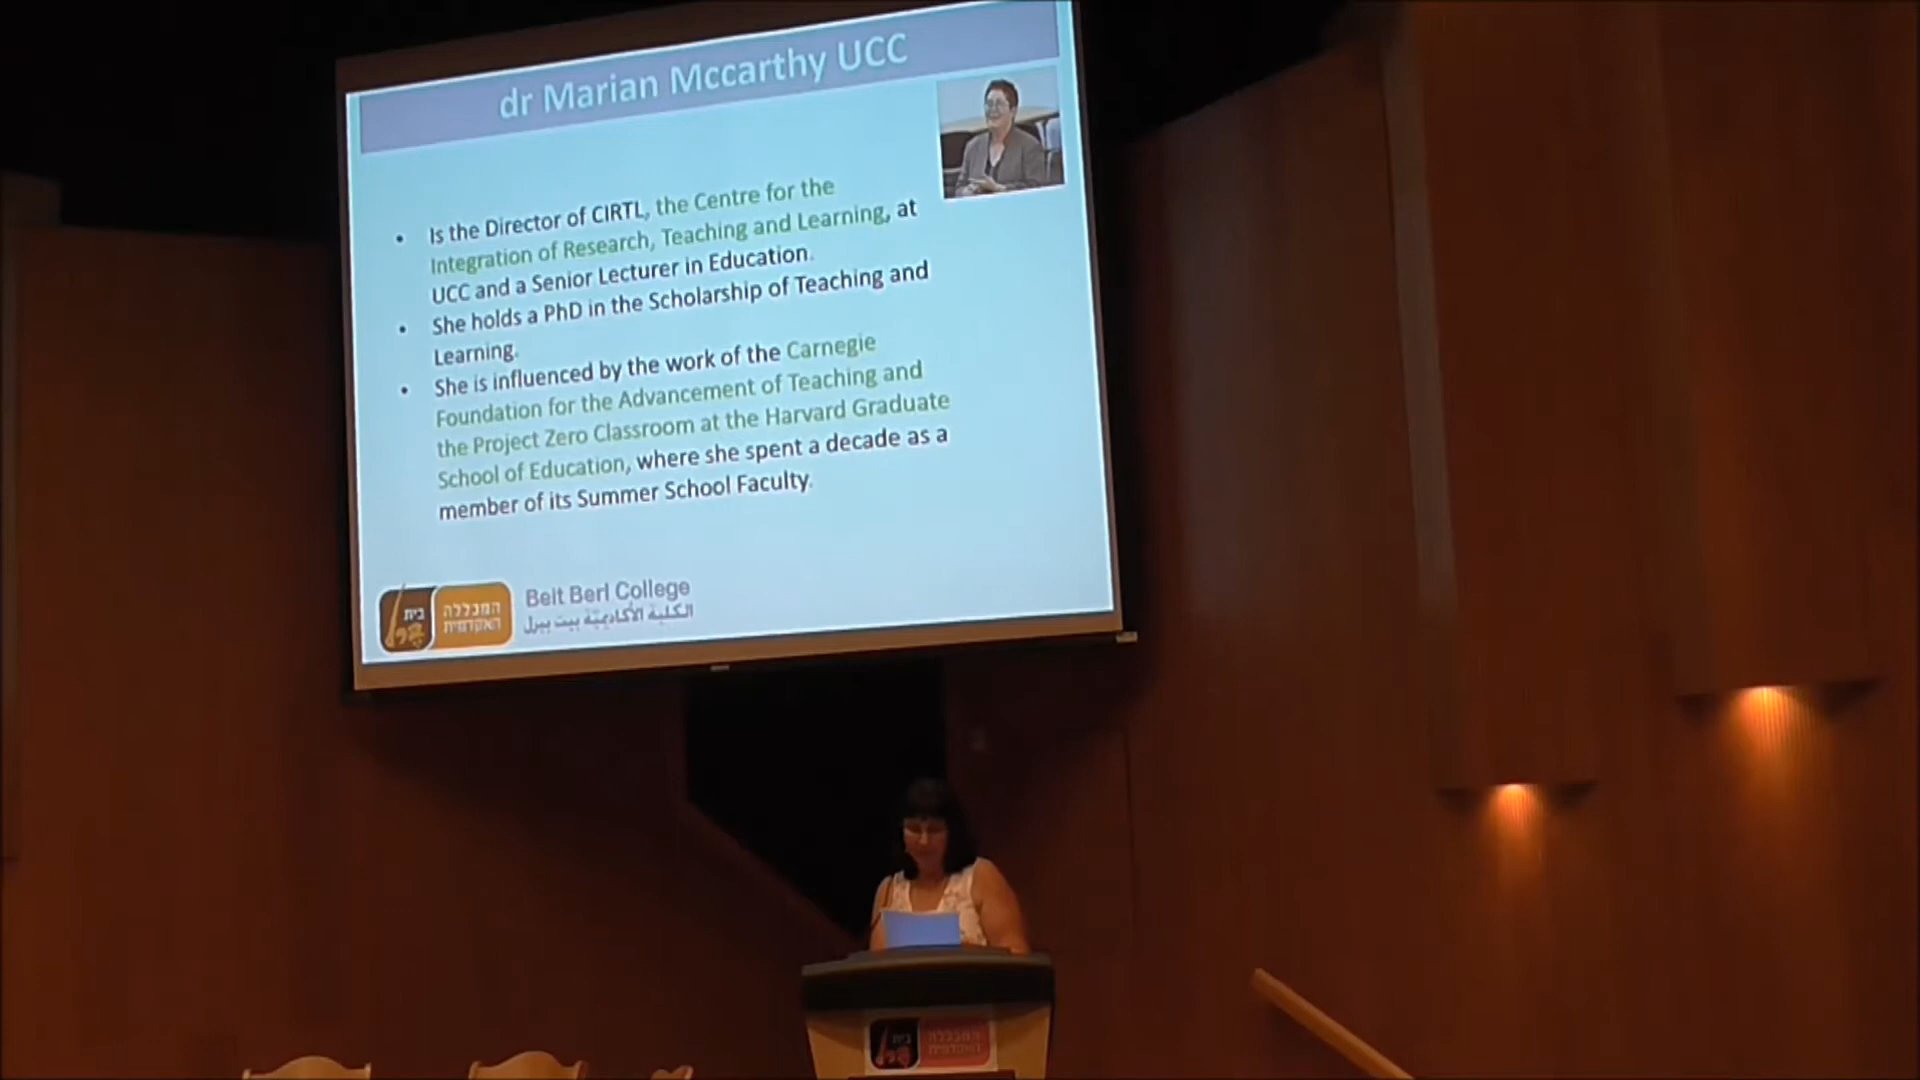 dr Marian Mccarthy UCC
• Is the Director of CIRTL, the Centre for the
Integration of Research, Teaching and Learning, at
UCC and a Senior Lecturer in Education.
• She holds a PhD in the Scholarship of Teaching and
Learning.
• She is influenced by the work of the Carnegie
Foundation for the Advancement of Teaching and
the Project Zero Classroom at the Harvard Graduate
School of Education, where she spent a decade as a
member of its Summer School Faculty.
בית ברל
המכללה
האקדמית
Beit Berl College
الكلية الأكاديمية بيت بيرل
בית ברל
המכללה
האקדמית